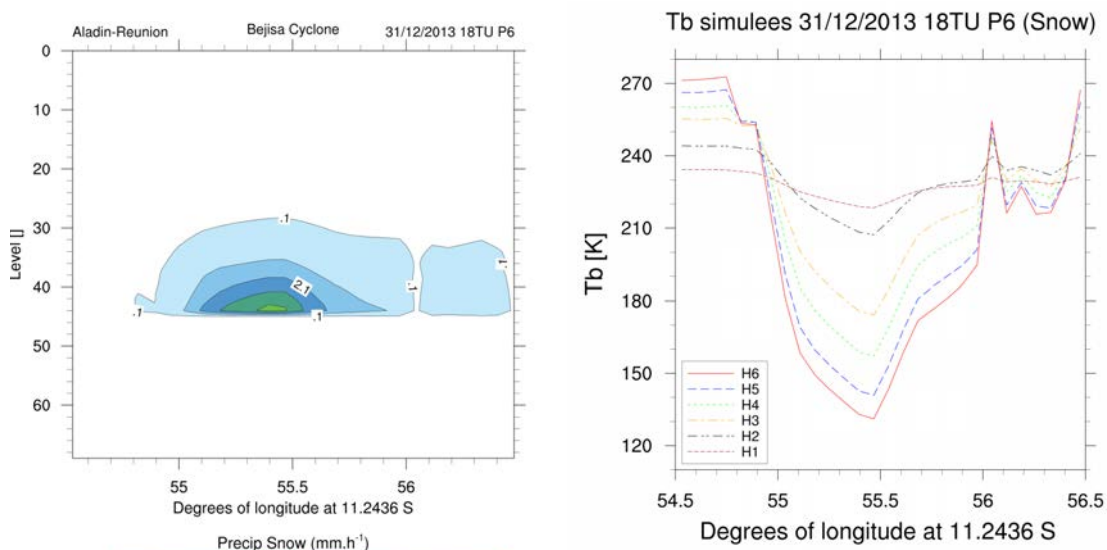 Aladin-Reunion Bejisa Cyclone 31/12/2013 18TU P6
0
10
20
30
40
50
60
Level []
.1
2.1
.1
.1
.1
.1
55 55.5 56
Degrees of longitude at 11.2436 S
Precip Snow (mm.h-1)
Tb simulees 31/12/2013 18TU P6 (Snow)
270
240
210
180
150
120
Tb [K]
H6
H5
H4
H3
H2
H1
54.5 55 55.5 56 56.5
Degrees of longitude at 11.2436 S